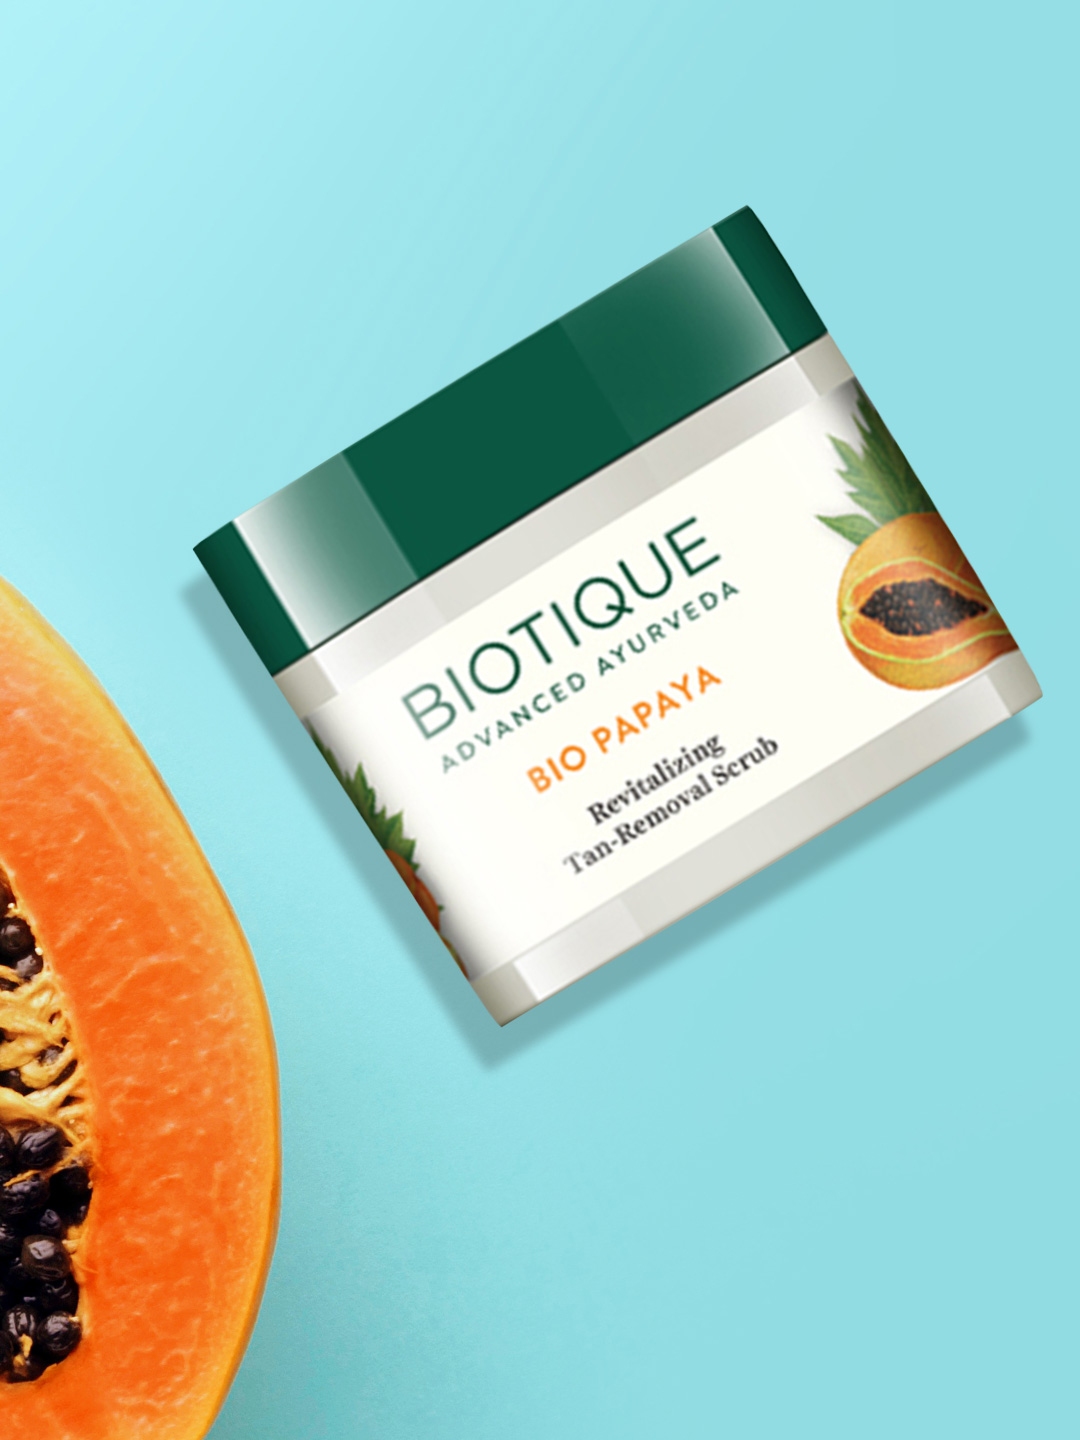 BIOTIQUE
ADVANCED AYURVEDA
BIO PAPAYA
Revitalizing
Tan-Removal Scrub